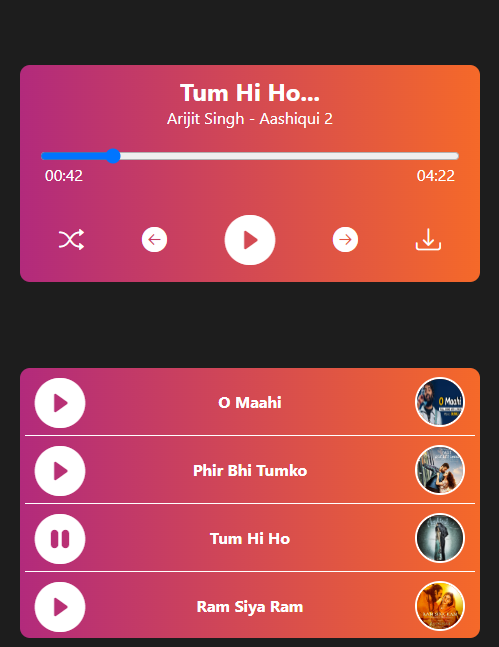 Tum Hi Ho...
Arijit Singh - Aashiqui 2
00:42 04:22
O Maahi
O Maahi
Phir Bhi Tumko
Tum Hi Ho
Ram Siya Ram